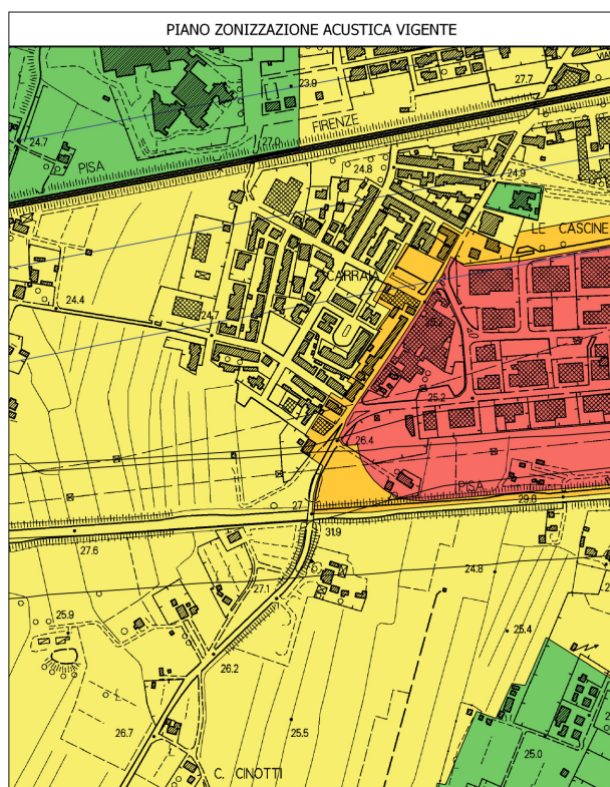 PIANO ZONIZZAZIONE ACUSTICA VIGENTE
VIA
27.7
23.9
FIRENZE
24.7
27.0
PISA
24.8
24.9
LE CASCINE
CARRAIA
24.4
24.7
25.2
26.4
PISA
29.8
27
31.9
27.6
27.1
24.8
25.9
25.4
26.2
26.7
25.5
25.0
C. CINOTTI